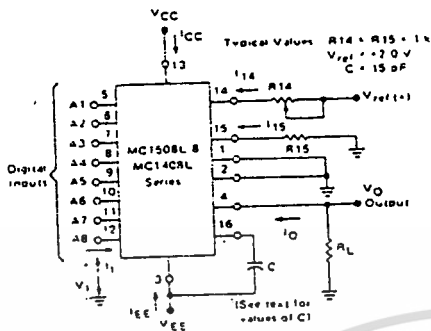 VCC
ICC
Typical Values R14 = R15 = 1 k
Vref = +2.0 V
C = 15 pF
13
I14
R14
A1 5
14
Vref(+)
A2 6
A3 7
15
I15
R15
A4 8
MC1508L 8
1
Digital Inputs
A5 9
MC1408L
Series
2
A6 10
4
VO
Output
A7 11
IO
A8 12
16
I1
C
RL
V1
3
IEE
VEE
(See text for
values of C)